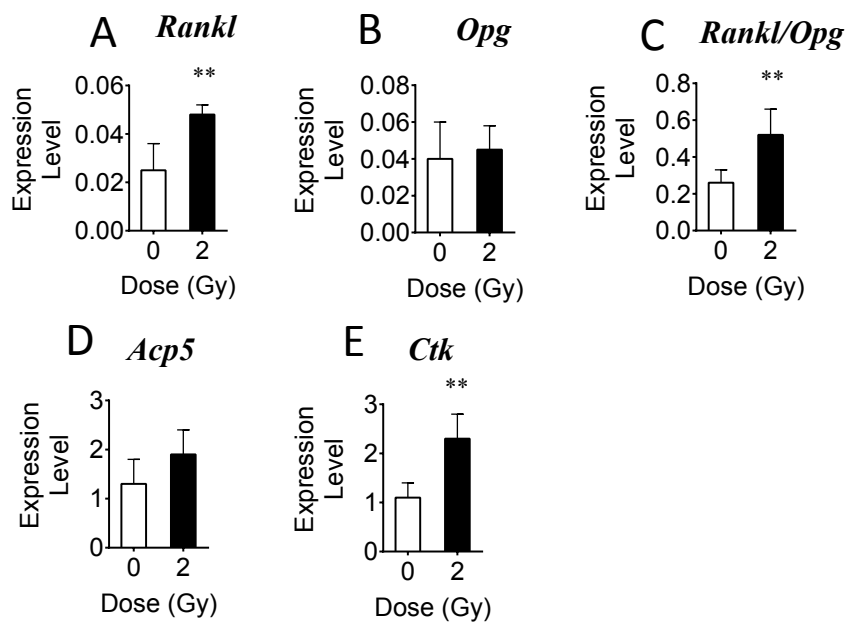 A Rankl
**
0.06
0.04
0.02
0.00
Expression
Level
0 2
Dose (Gy)
B Opg
0.08
0.06
0.04
0.02
0.00
Expression
Level
0 2
Dose (Gy)
C Rankl/Opg
**
0.8
0.6
0.4
0.2
0.0
Expression
Level
0 2
Dose (Gy)
D Acp5
3
2
1
0
Expression
Level
0 2
Dose (Gy)
E Ctk
**
3
2
1
0
Expression
Level
0 2
Dose (Gy)